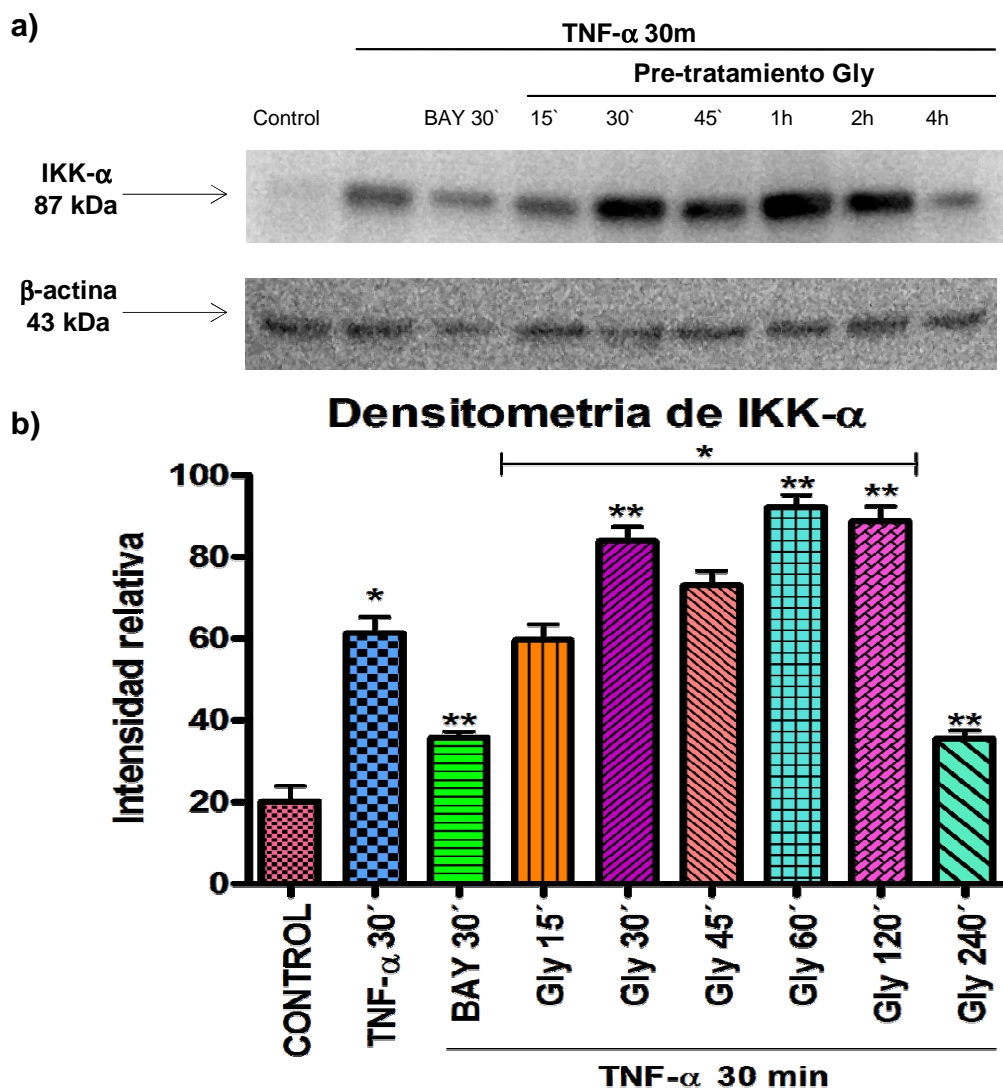 a)
TNF-α 30m
Pre-tratamiento Gly
Control BAY 30` 15` 30` 45` 1h 2h 4h
IKK-α
87 kDa
β-actina
43 kDa
b)
Densitometria de IKK-α
Intensidad relativa
100
80
60
40
20
0
*
* ** ** ** ** **
CONTROL
TNF-α 30´
BAY 30´
Gly 15´
Gly 30´
Gly 45´
Gly 60´
Gly 120´
Gly 240´
TNF-α 30 min